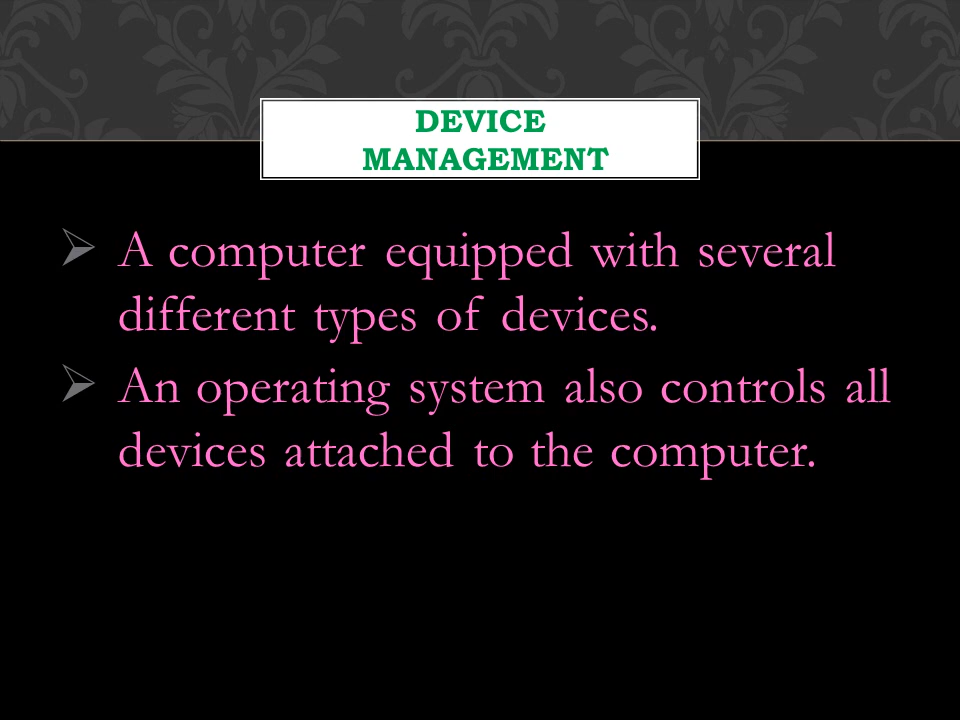 DEVICE
MANAGEMENT
➢ A computer equipped with several
different types of devices.
➢ An operating system also controls all
devices attached to the computer.